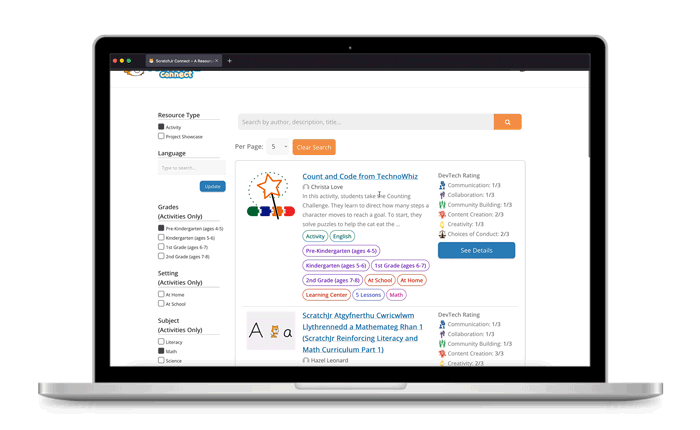 ScratchJr Connect – A Resour
Connect
Resource Type
Activity
Project Showcase
Language
Type to search...
Update
Grades
(Activities Only)
Pre-Kindergarten (ages 4-5)
Kindergarten (ages 5-6)
1st Grade (ages 6-7)
2nd Grade (ages 7-8)
Setting
(Activities Only)
At Home
At School
Subject
(Activities Only)
Literacy
Math
Science
Search by author, description, title...
Per Page:
5
Clear Search
Count and Code from TechnoWhiz
Christa Love
In this activity, students take the Counting
Challenge. They learn to direct how many steps a
character moves to reach a goal. To start, they
solve puzzles to help the cat eat the ...
Activity
English
Pre-Kindergarten (ages 4-5)
Kindergarten (ages 5-6)
1st Grade (ages 6-7)
2nd Grade (ages 7-8)
At School
At Home
Learning Center
5 Lessons
Math
DevTech Rating
Communication: 1/3
Collaboration: 1/3
Community Building: 1/3
Content Creation: 2/3
Creativity: 1/3
Choices of Conduct: 2/3
See Details
A a
ScratchJr Atgyfnerthu Cwricwlwm
Llythrennedd a Mathemateg Rhan 1
(ScratchJr Reinforcing Literacy and
Math Curriculum Part 1)
Hazel Leonard
DevTech Rating
Communication: 1/3
Collaboration: 1/3
Community Building: 1/3
Content Creation: 3/3
Creativity: 2/3